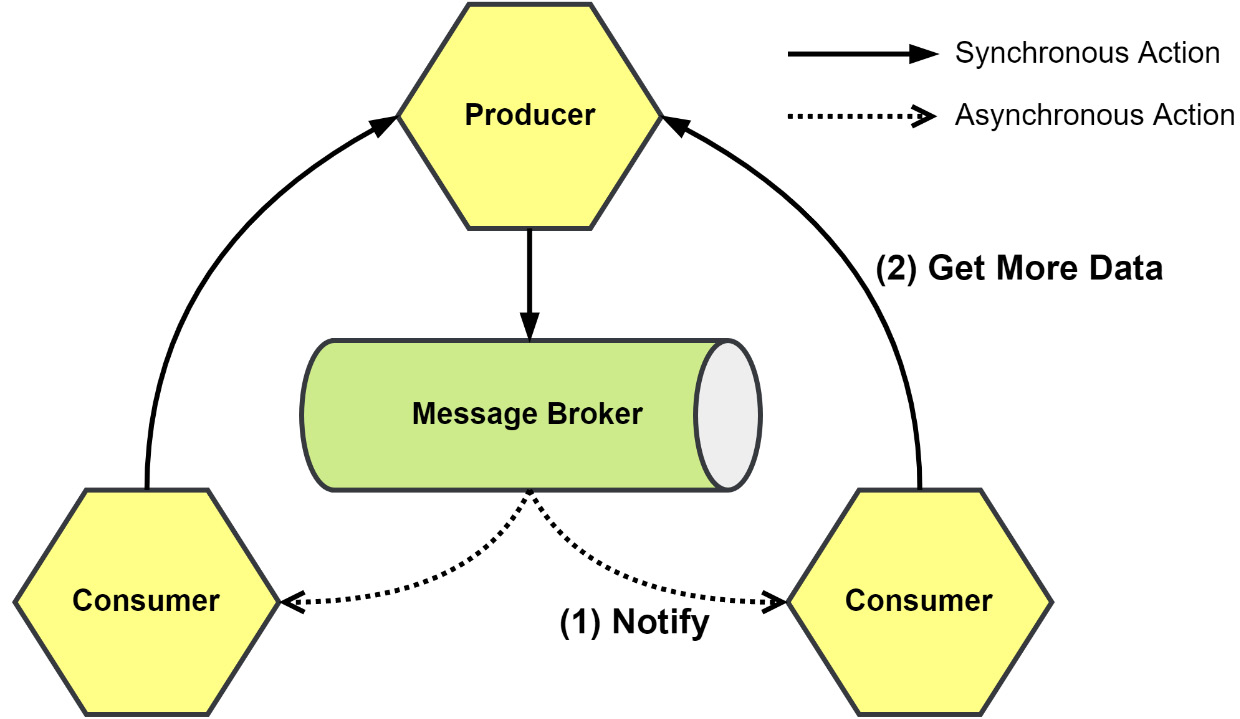 Synchronous Action
Producer
Asynchronous Action
(2) Get More Data
Message Broker
Consumer
Consumer
(1) Notify